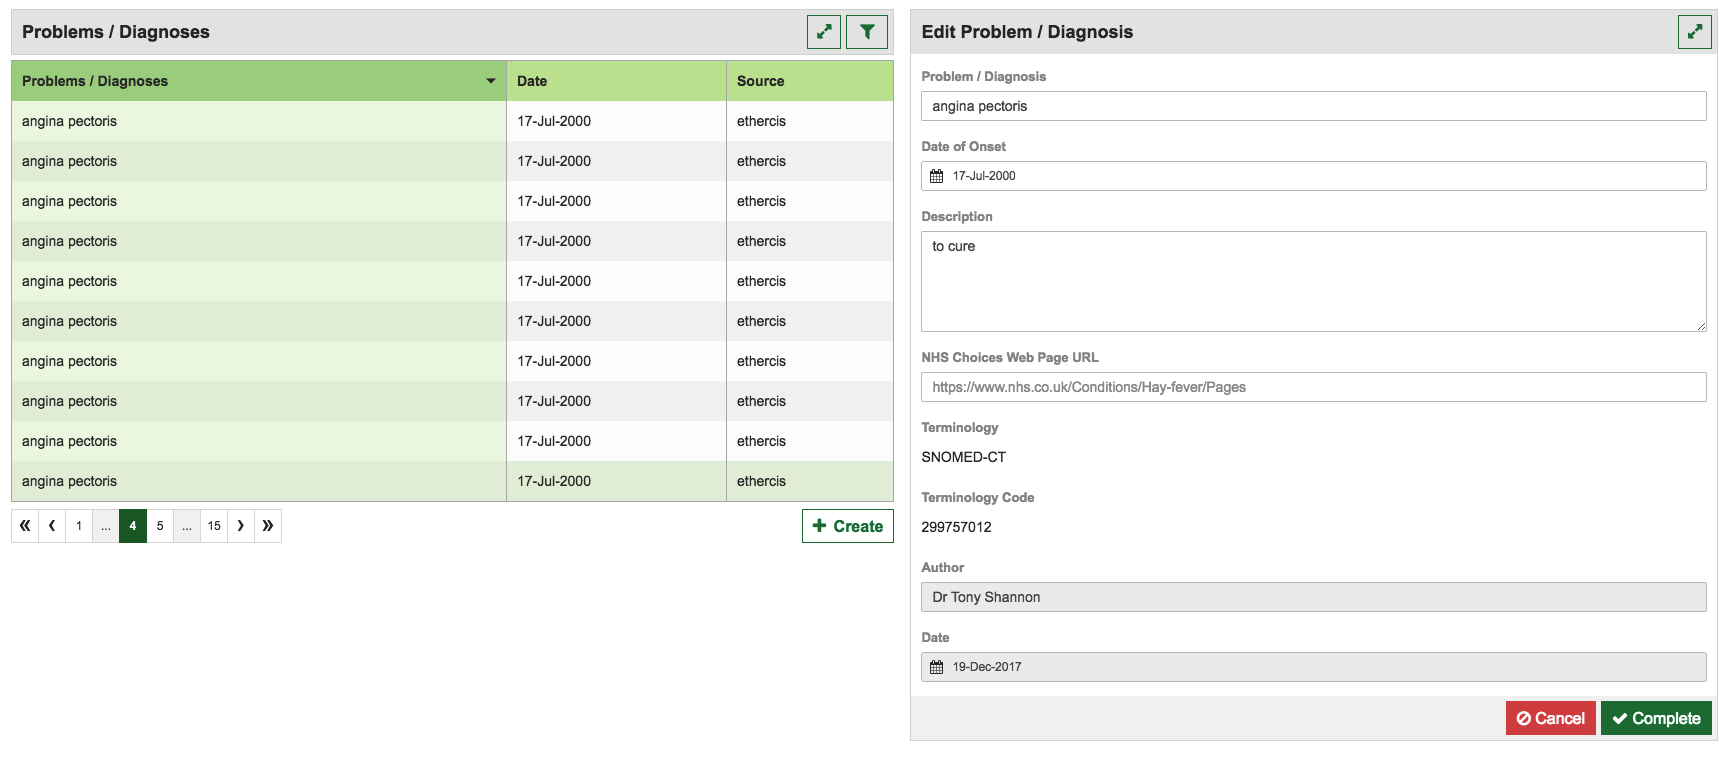 Problems / Diagnoses
Problems / Diagnoses Date Source
angina pectoris 17-Jul-2000 ethercis
angina pectoris 17-Jul-2000 ethercis
angina pectoris 17-Jul-2000 ethercis
angina pectoris 17-Jul-2000 ethercis
angina pectoris 17-Jul-2000 ethercis
angina pectoris 17-Jul-2000 ethercis
angina pectoris 17-Jul-2000 ethercis
angina pectoris 17-Jul-2000 ethercis
angina pectoris 17-Jul-2000 ethercis
angina pectoris 17-Jul-2000 ethercis
« ‹ 1 ... 4 5 ... 15 › »
Create
Edit Problem / Diagnosis
Problem / Diagnosis
angina pectoris
Date of Onset
17-Jul-2000
Description
to cure
NHS Choices Web Page URL
https://www.nhs.co.uk/Conditions/Hay-fever/Pages
Terminology
SNOMED-CT
Terminology Code
299757012
Author
Dr Tony Shannon
Date
19-Dec-2017
Cancel Complete